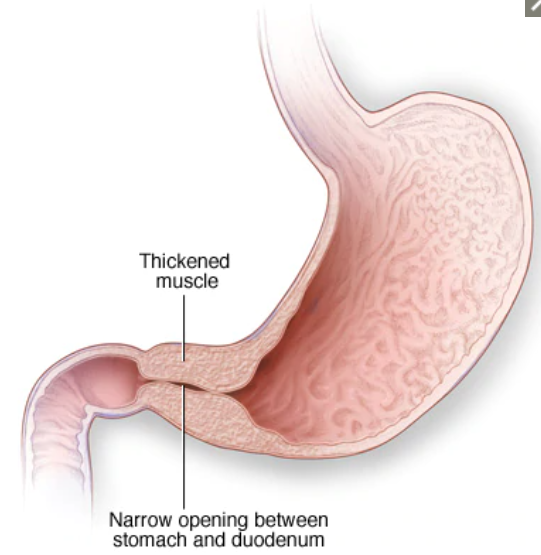 Thickened
muscle
Narrow opening between
stomach and duodenum